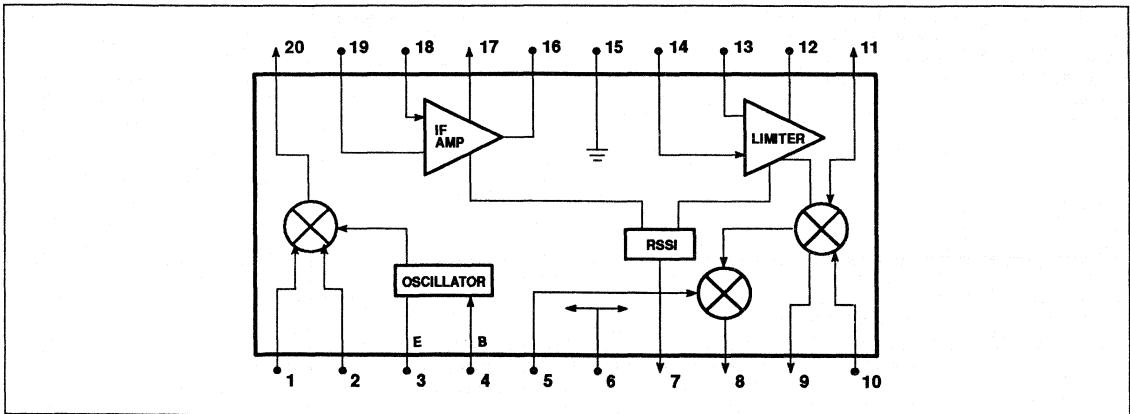 20 19 18 17 16 15 14 13 12 11
IF
AMP
LIMITER
RSSI
OSCILLATOR
E B
1 2 3 4 5 6 7 8 9 10